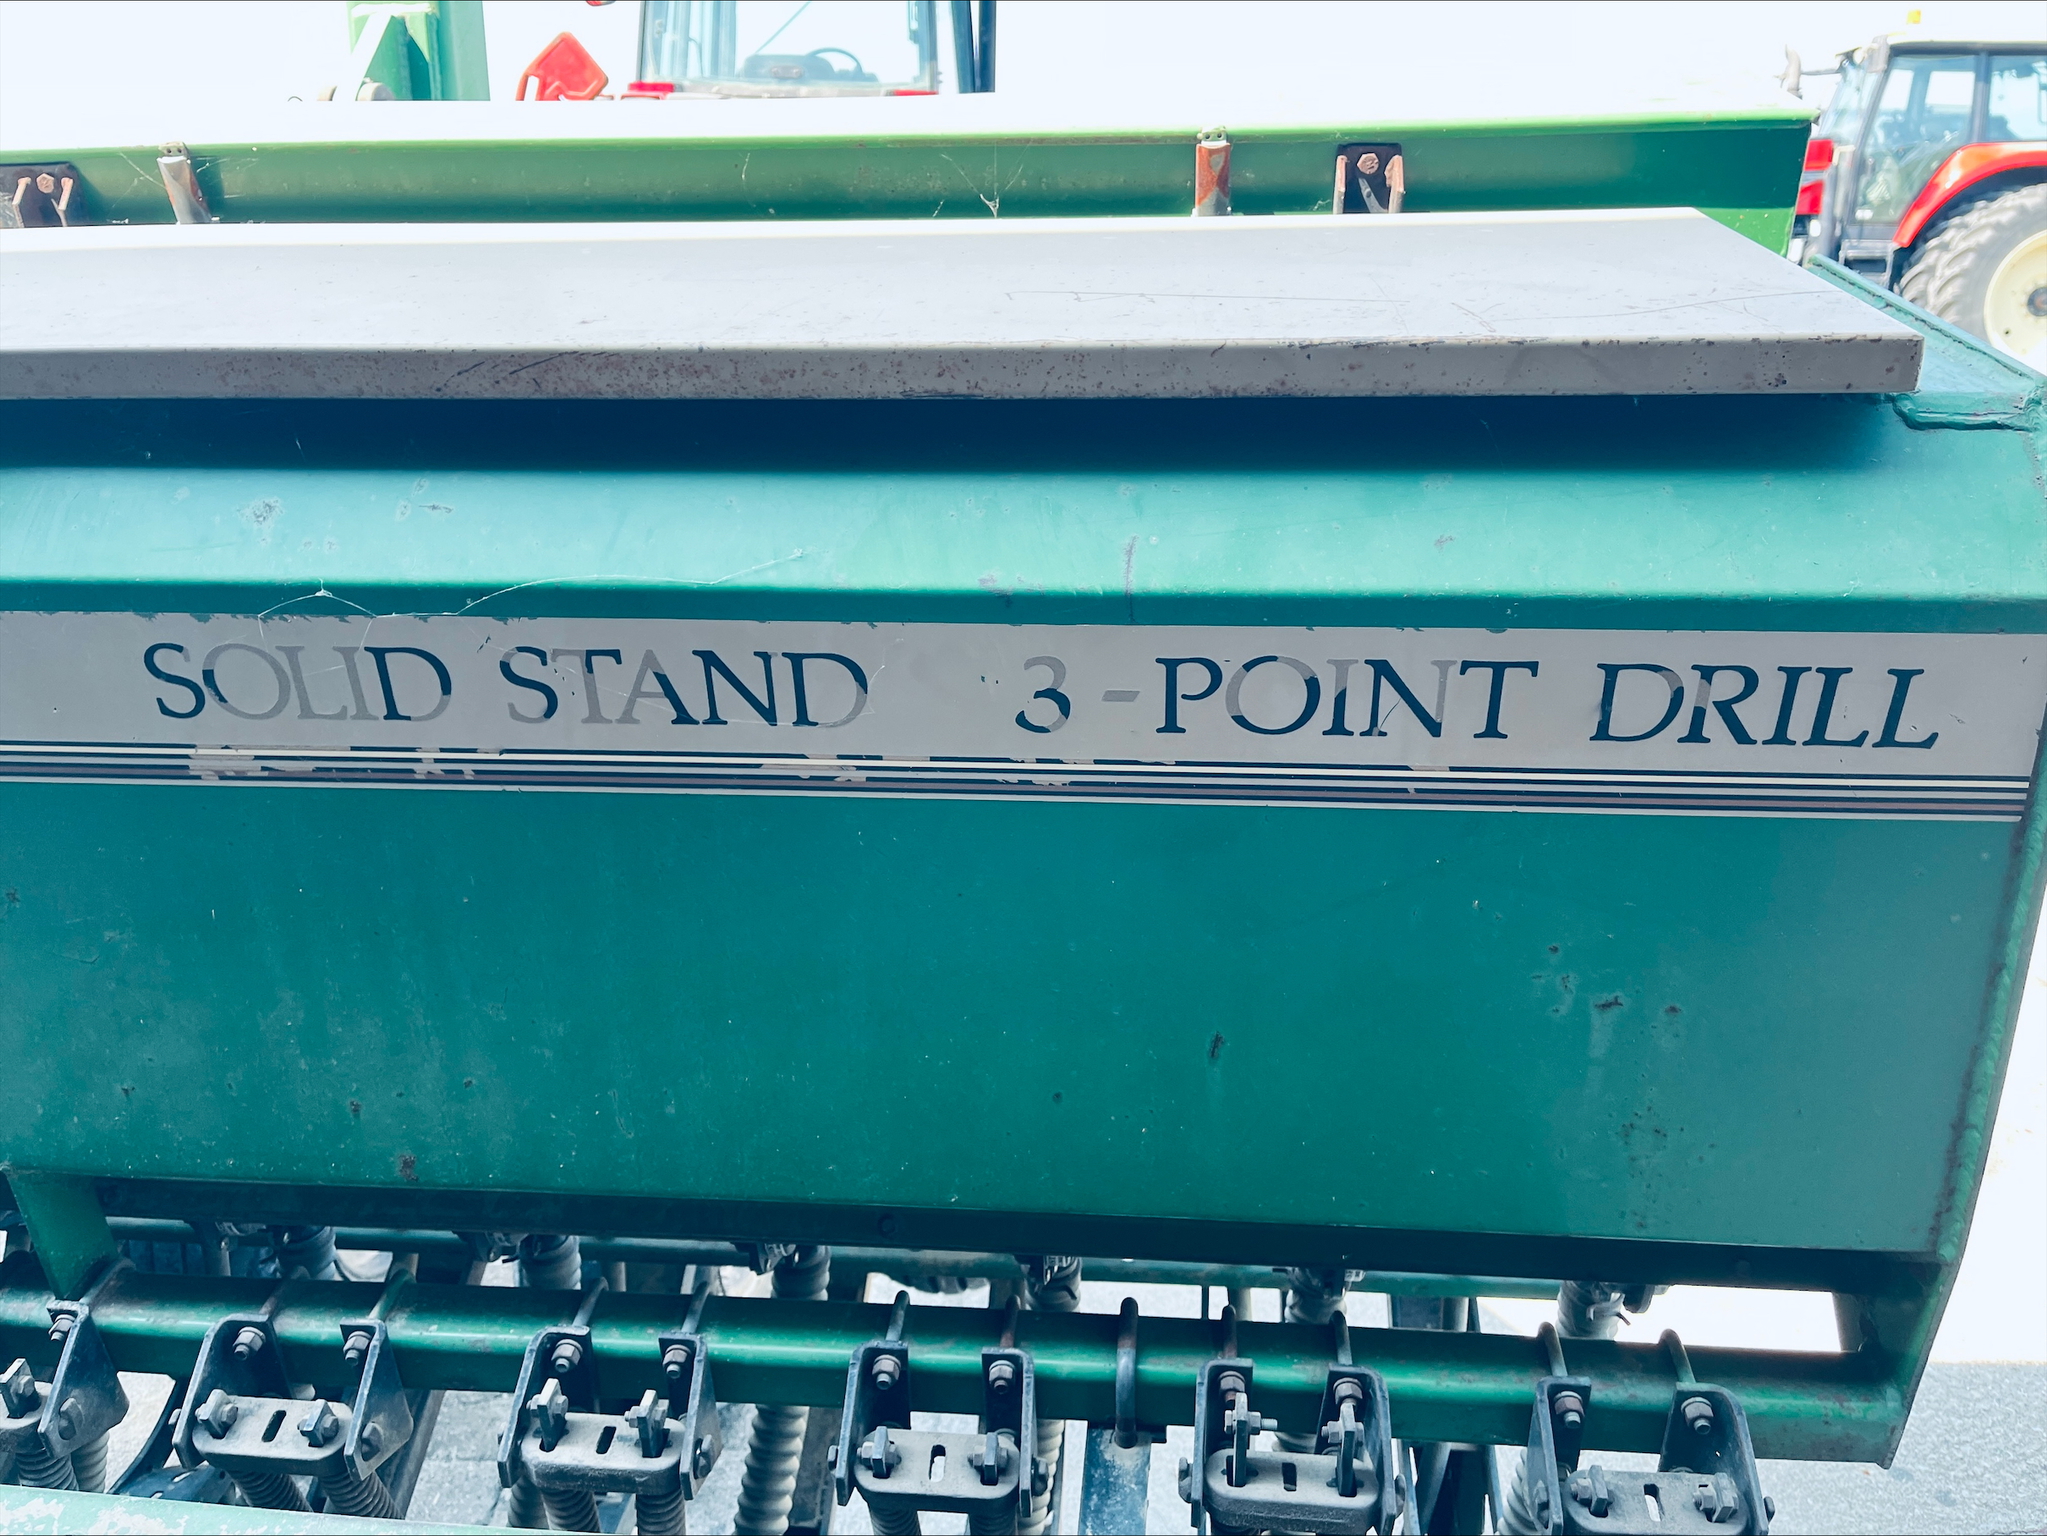 SOLID STAND 3-POINT DRILL